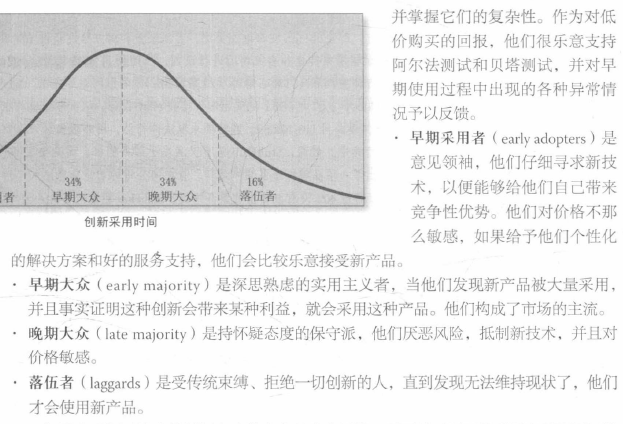 34%
34%
16%
者
早期大众
晚期大众
落伍者
创新采用时间
并掌握它们的复杂性。作为对低
价购买的回报，他们很乐意支持
阿尔法测试和贝塔测试，并对早
期使用过程中出现的各种异常情
况予以反馈。
· 早期采用者（early adopters）是
意见领袖，他们仔细寻求新技
术，以便能够给他们自己带来
竞争性优势。他们对价格不那
么敏感，如果给予他们个性化
的解决方案和好的服务支持，他们会比较乐意接受新产品。
· 早期大众（early majority）是深思熟虑的实用主义者，当他们发现新产品被大量采用，
并且事实证明这种创新会带来某种利益，就会采用这种产品。他们构成了市场的主流。
· 晚期大众（late majority）是持怀疑态度的保守派，他们厌恶风险，抵制新技术，并且对
价格敏感。
· 落伍者（laggards）是受传统束缚、拒绝一切创新的人，直到发现无法维持现状了，他们
才会使用新产品。